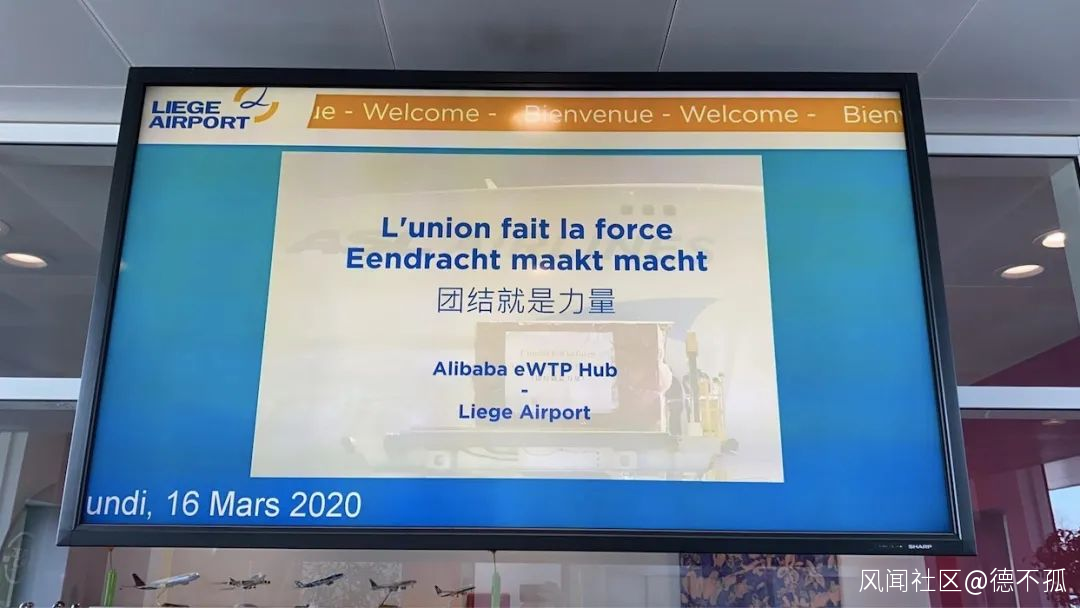 LIEGE
AIRPORT
ue - Welcome - Bienvenue - Welcome - Bien
L'union fait la force
Eendracht maakt macht
团结就是力量
Alibaba eWTP Hub
-
Liege Airport
undi, 16 Mars 2020
SHARP
风闻社区@德不孤